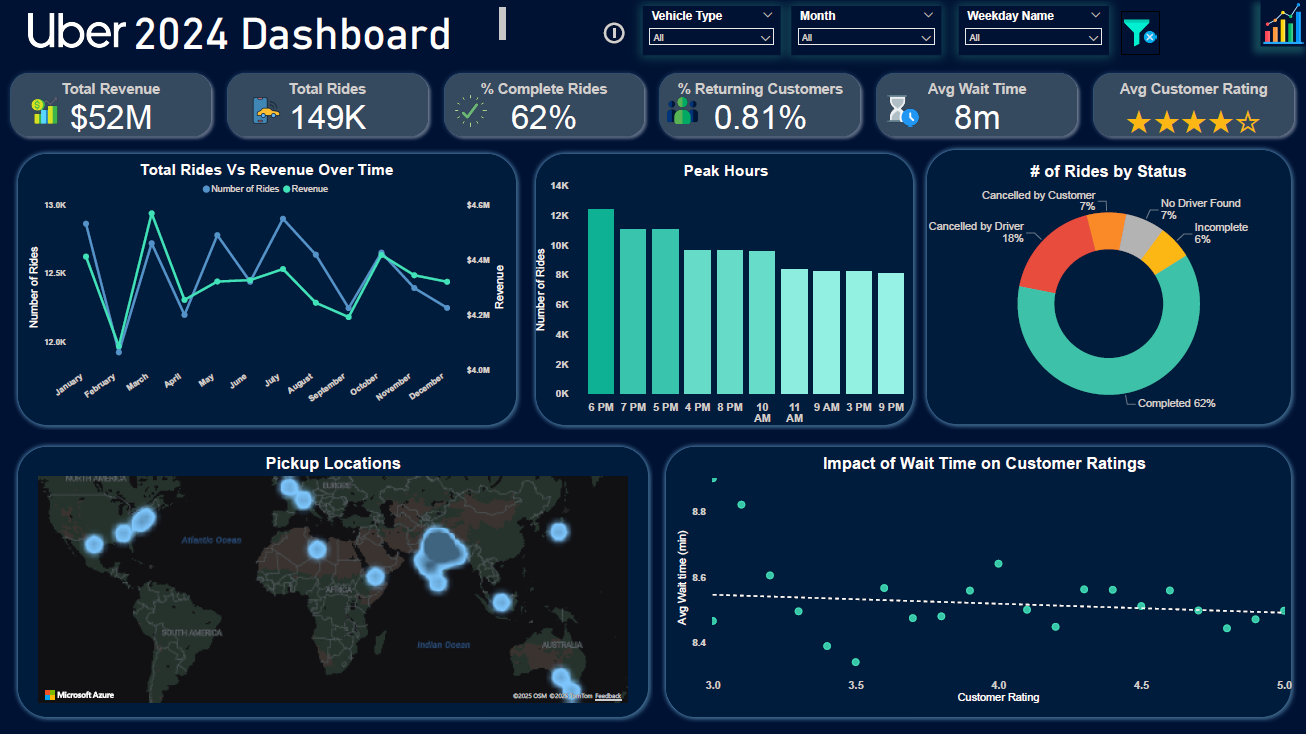 Uber 2024 Dashboard
Vehicle Type
All
Month
All
Weekday Name
All
Total Revenue
$52M
Total Rides
149K
% Complete Rides
62%
% Returning Customers
0.81%
Avg Wait Time
8m
Avg Customer Rating
Total Rides Vs Revenue Over Time
Number of Rides Revenue
13.0K
12.5K
12.0K
Number of Rides
$4.6M
$4.4M
$4.2M
$4.0M
Revenue
January
February
March
April
May
June
July
August
September
October
November
December
Peak Hours
14K
12K
10K
8K
6K
4K
2K
0K
Number of Rides
6 PM 7 PM 5 PM 4 PM 8 PM 10 AM 11 AM 9 AM 3 PM 9 PM
# of Rides by Status
Cancelled by Customer
7%
No Driver Found
7%
Cancelled by Driver
18%
Incomplete
6%
Completed 62%
Pickup Locations
NORTH AMERICA
EUROPE
Atlantic Ocean
AFRICA
SOUTH AMERICA
Indian Ocean
AUSTRALIA
Microsoft Azure
©2025 OSM ©2025 TomTom Feedback
Impact of Wait Time on Customer Ratings
8.8
8.6
8.4
Avg Wait time (min)
3.0 3.5 4.0 4.5 5.0
Customer Rating